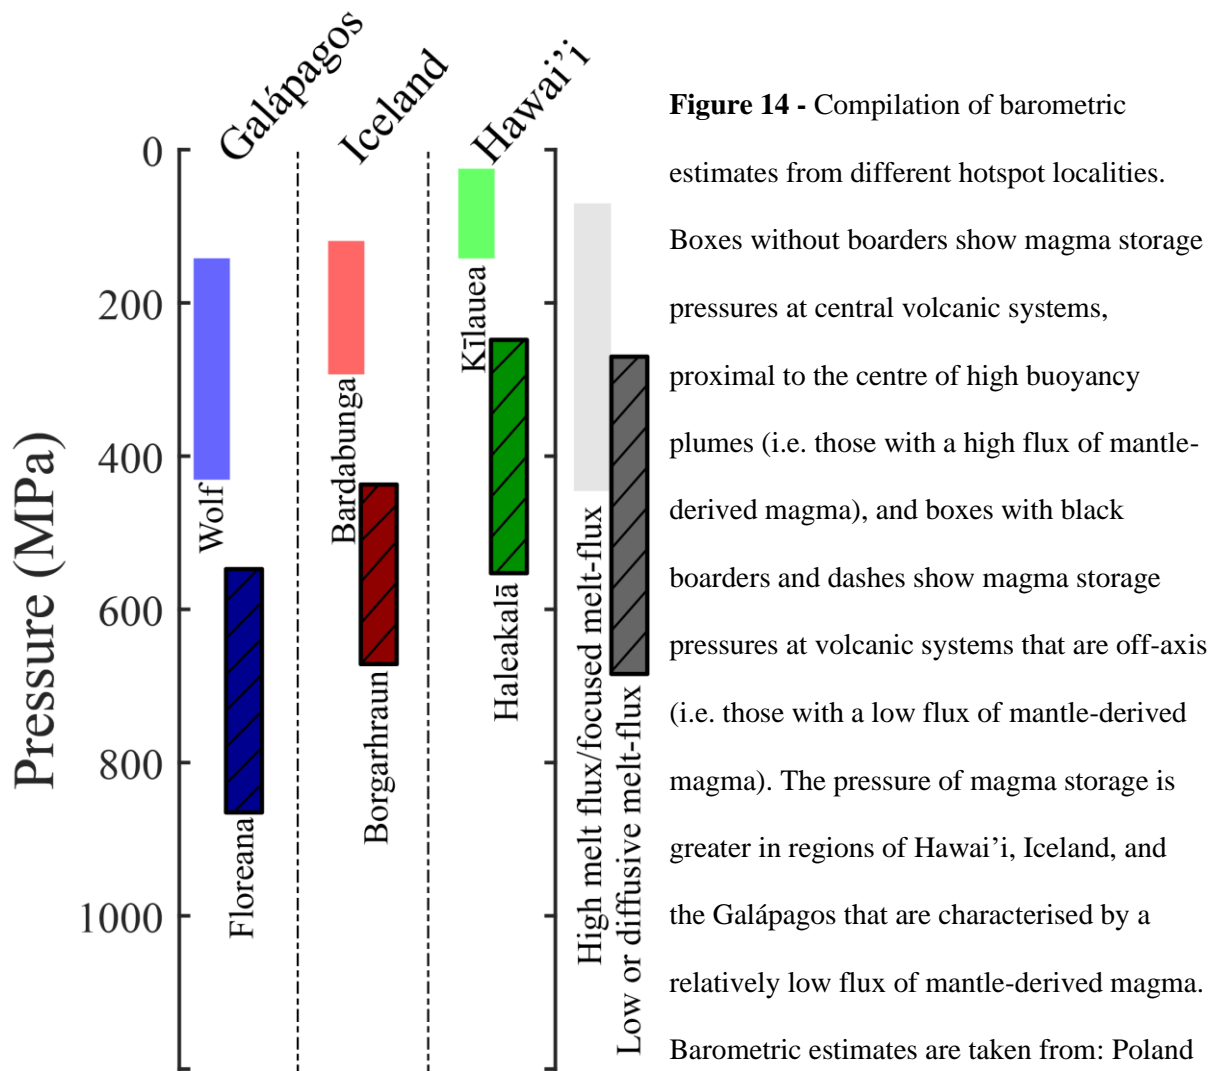 Galápagos
Iceland
Hawai’i
Pressure (MPa)
0
200
400
600
800
1000
Wolf
Floreana
Bardabunga
Borgarhraun
Kīlauea
Haleakalā
High melt flux/focused melt-flux
Low or diffusive melt-flux
Figure 14 - Compilation of barometric
estimates from different hotspot localities.
Boxes without boarders show magma storage
pressures at central volcanic systems,
proximal to the centre of high buoyancy
plumes (i.e. those with a high flux of mantle-
derived magma), and boxes with black
boarders and dashes show magma storage
pressures at volcanic systems that are off-axis
(i.e. those with a low flux of mantle-derived
magma). The pressure of magma storage is
greater in regions of Hawai’i, Iceland, and
the Galápagos that are characterised by a
relatively low flux of mantle-derived magma.
Barometric estimates are taken from: Poland